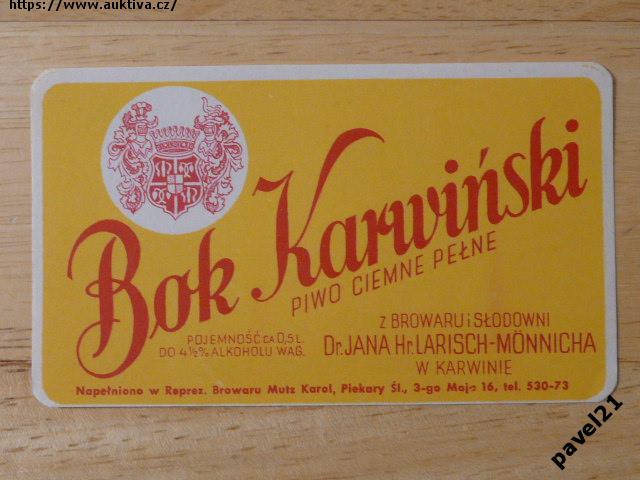 https://www.auktiva.cz/
Bok Karwiński
PIWO CIEMNE PEŁNE
POJEMNOŚĆ CA 0,5 L.
DO 4½% ALKOHOLU WAG.
Z BROWARU i SŁODOWNI
Dr. JANA Hr. LARISCH-MÖNNICHA
W KARWINIE
Napełniono w Reprez. Browaru Mutz Karol, Piekary Śl., 3-go Maja 16, tel. 530-73
pavel21